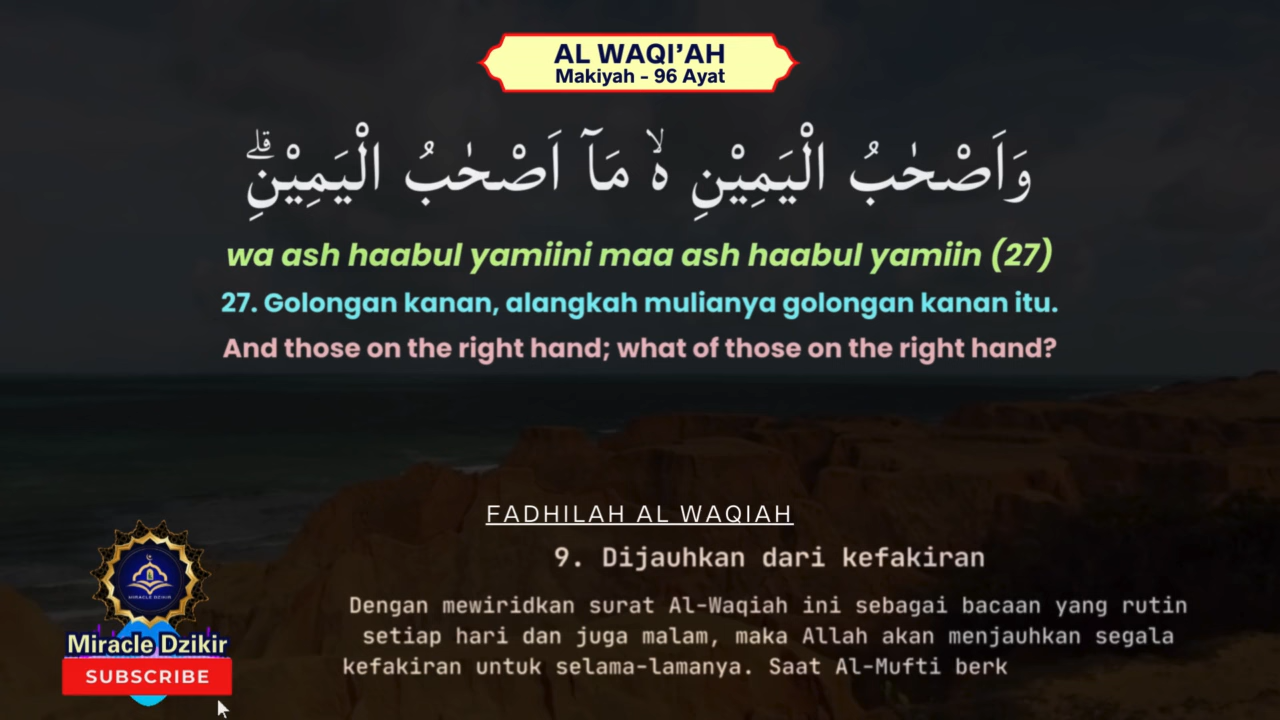 AL WAQI’AH
Makiyah - 96 Ayat
وَاَصْحٰبُ الْيَمِيْنِ ەۙ مَآ اَصْحٰبُ الْيَمِيْنِۗ
wa ash haabul yamiini maa ash haabul yamiin (27)
27. Golongan kanan, alangkah mulianya golongan kanan itu.
And those on the right hand; what of those on the right hand?
FADHILAH AL WAQIAH
9. Dijauhkan dari kefakiran
Dengan mewiridkan surat Al-Waqiah ini sebagai bacaan yang rutin
setiap hari dan juga malam, maka Allah akan menjauhkan segala
kefakiran untuk selama-lamanya. Saat Al-Mufti berk
MIRACLE DZIKIR
Miracle Dzikir
SUBSCRIBE